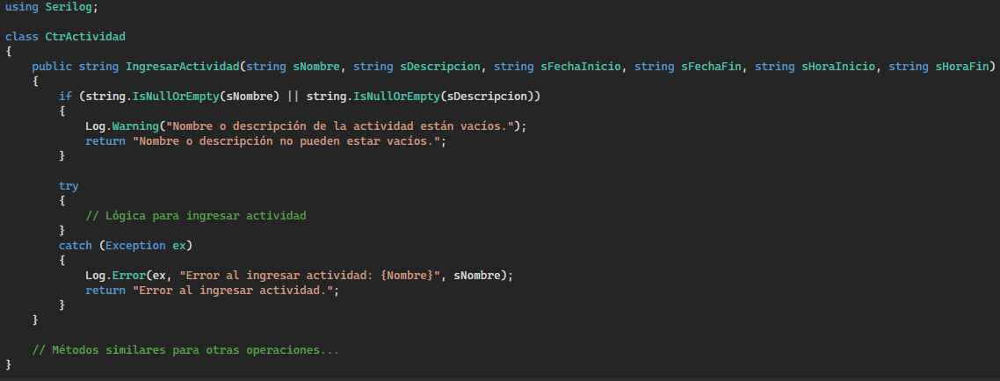 using Serilog;
class CtrActividad
{
public string IngresarActividad(string sNombre, string sDescripcion, string sFechaInicio, string sFechaFin, string sHoraInicio, string sHoraFin)
{
if (string.IsNullOrEmpty(sNombre) || string.IsNullOrEmpty(sDescripcion))
{
Log.Warning("Nombre o descripción de la actividad están vacíos.");
return "Nombre o descripción no pueden estar vacíos.";
}
try
{
// Lógica para ingresar actividad
}
catch (Exception ex)
{
Log.Error(ex, "Error al ingresar actividad: {Nombre}", sNombre);
return "Error al ingresar actividad.";
}
}
// Métodos similares para otras operaciones...
}